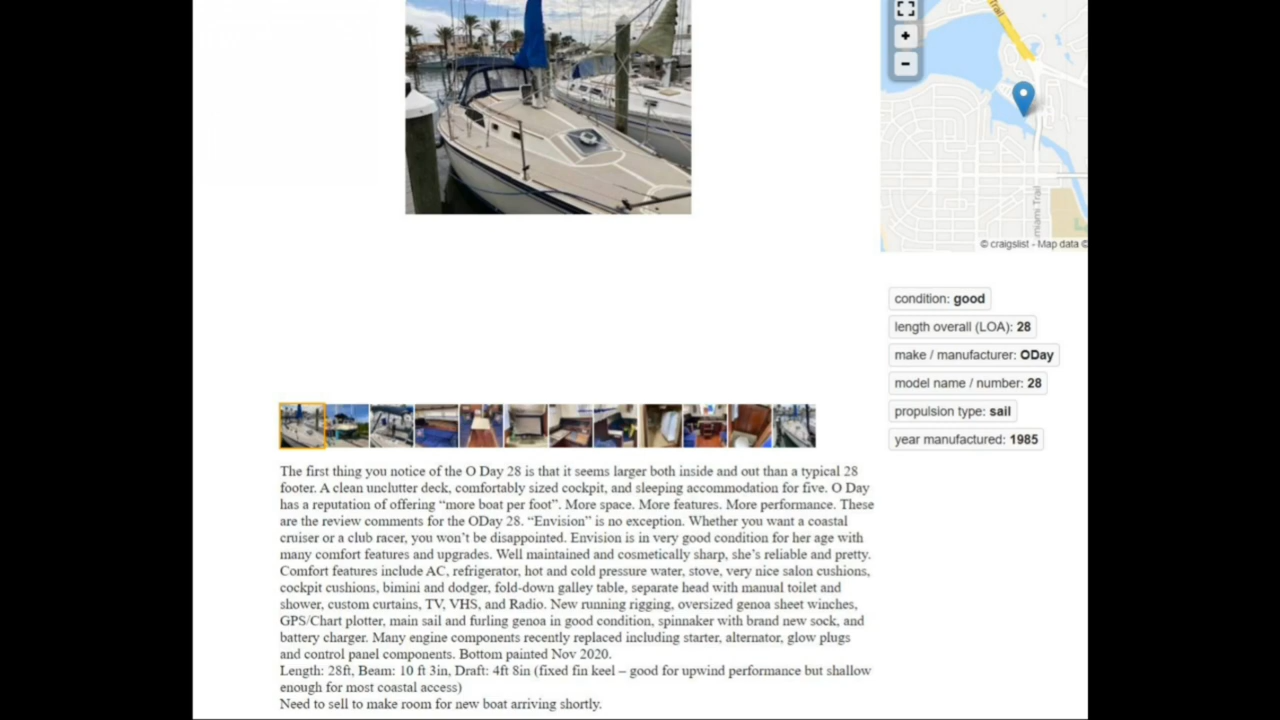 Trail
+
−
miami Trail
© craigslist - Map data ©
condition: good
length overall (LOA): 28
make / manufacturer: ODay
model name / number: 28
propulsion type: sail
year manufactured: 1985
The first thing you notice of the O Day 28 is that it seems larger both inside and out than a typical 28
footer. A clean unclutter deck, comfortably sized cockpit, and sleeping accommodation for five. O Day
has a reputation of offering “more boat per foot”. More space. More features. More performance. These
are the review comments for the ODay 28. “Envision” is no exception. Whether you want a coastal
cruiser or a club racer, you won’t be disappointed. Envision is in very good condition for her age with
many comfort features and upgrades. Well maintained and cosmetically sharp, she’s reliable and pretty.
Comfort features include AC, refrigerator, hot and cold pressure water, stove, very nice salon cushions,
cockpit cushions, bimini and dodger, fold-down galley table, separate head with manual toilet and
shower, custom curtains, TV, VHS, and Radio. New running rigging, oversized genoa sheet winches,
GPS/Chart plotter, main sail and furling genoa in good condition, spinnaker with brand new sock, and
battery charger. Many engine components recently replaced including starter, alternator, glow plugs
and control panel components. Bottom painted Nov 2020.
Length: 28ft, Beam: 10 ft 3in, Draft: 4ft 8in (fixed fin keel – good for upwind performance but shallow
enough for most coastal access)
Need to sell to make room for new boat arriving shortly.